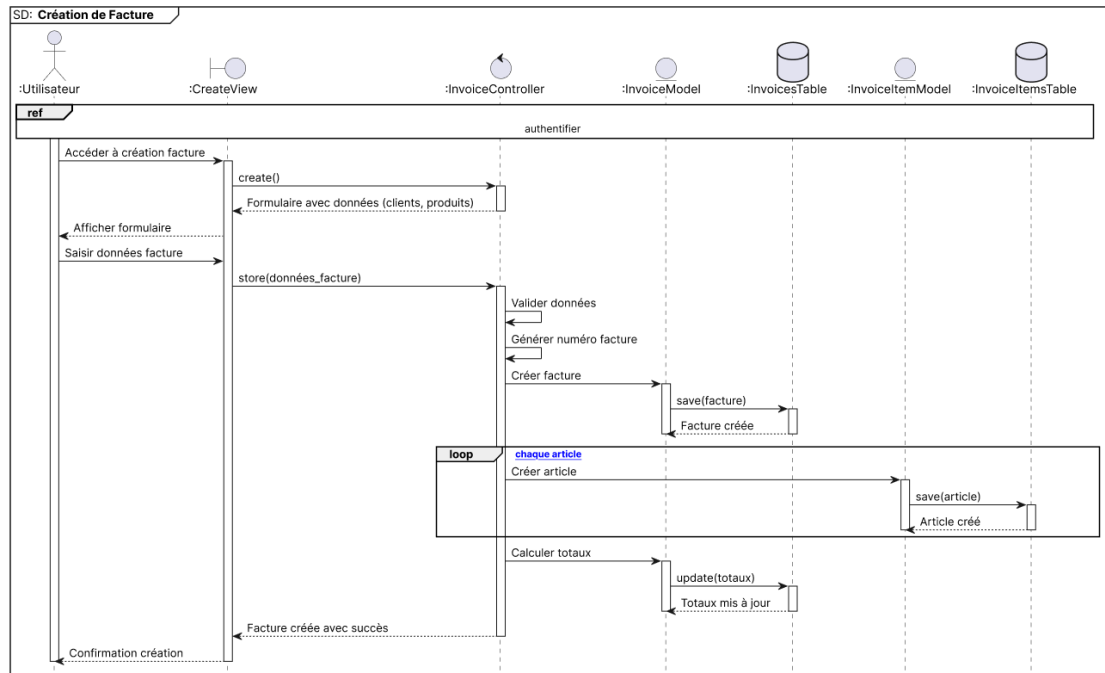 SD: Création de Facture
:Utilisateur :CreateView :InvoiceController :InvoiceModel :InvoicesTable :InvoiceItemModel :InvoiceItemsTable
ref
authentifier
Accéder à création facture
create()
Formulaire avec données (clients, produits)
Afficher formulaire
Saisir données facture
store(données_facture)
Valider données
Générer numéro facture
Créer facture
save(facture)
Facture créée
loop chaque article
Créer article
save(article)
Article créé
Calculer totaux
update(totaux)
Totaux mis à jour
Facture créée avec succès
Confirmation création